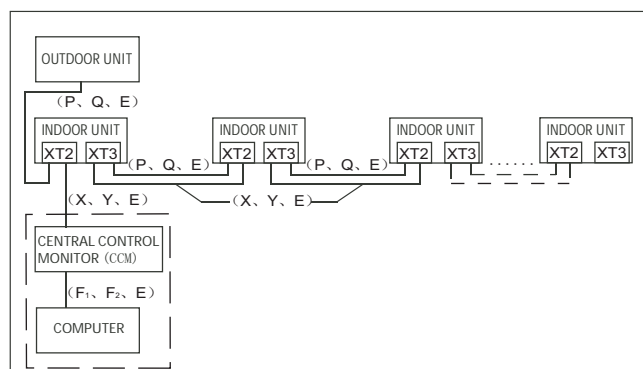 OUTDOOR UNIT
(P、Q、E)
INDOOR UNIT
XT2 XT3
(P、Q、E)
INDOOR UNIT
XT2 XT3
(P、Q、E)
INDOOR UNIT
XT2 XT3
......
INDOOR UNIT
XT2 XT3
(X、Y、E)
(X、Y、E)
CENTRAL CONTROL
MONITOR (CCM)
(F₁、F₂、E)
COMPUTER